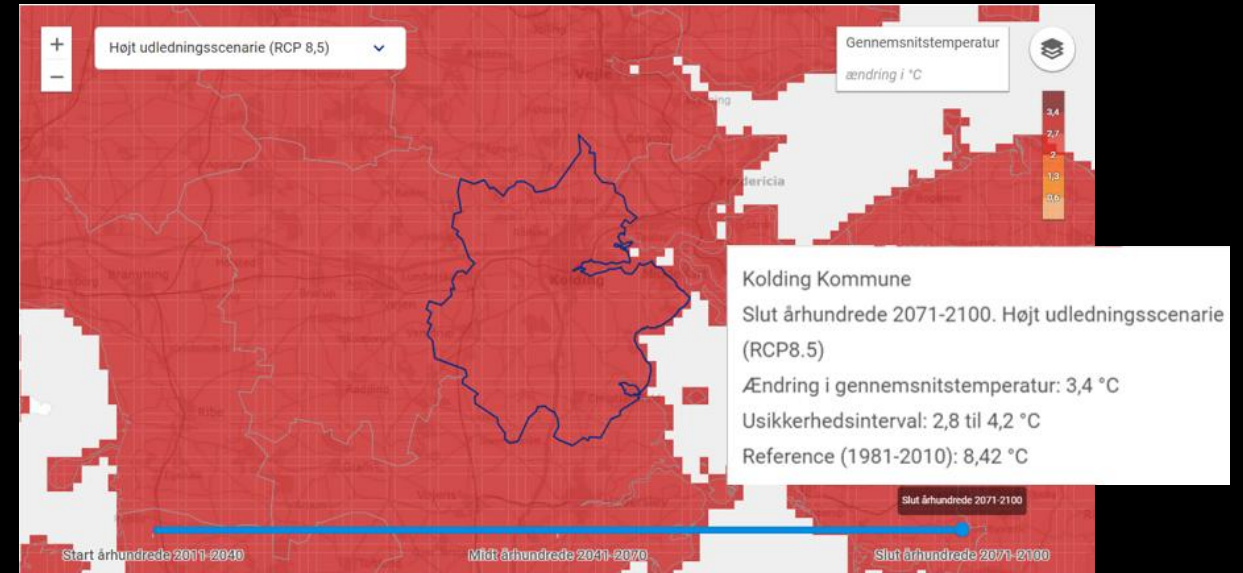 +
Højt udledningsscenarie (RCP 8,5)
−
Gennemsnitstemperatur
ændring i °C
3,4
2,7
2
1,3
0,6
Vejle
Fredericia
Kolding
Bramming
Ribe
Vojens
Kolding Kommune
Slut århundrede 2071-2100. Højt udledningsscenarie
(RCP8.5)
Ændring i gennemsnitstemperatur: 3,4 °C
Usikkerhedsinterval: 2,8 til 4,2 °C
Reference (1981-2010): 8,42 °C
Slut århundrede 2071-2100
Start århundrede 2011-2040
Midt århundrede 2041-2070
Slut århundrede 2071-2100